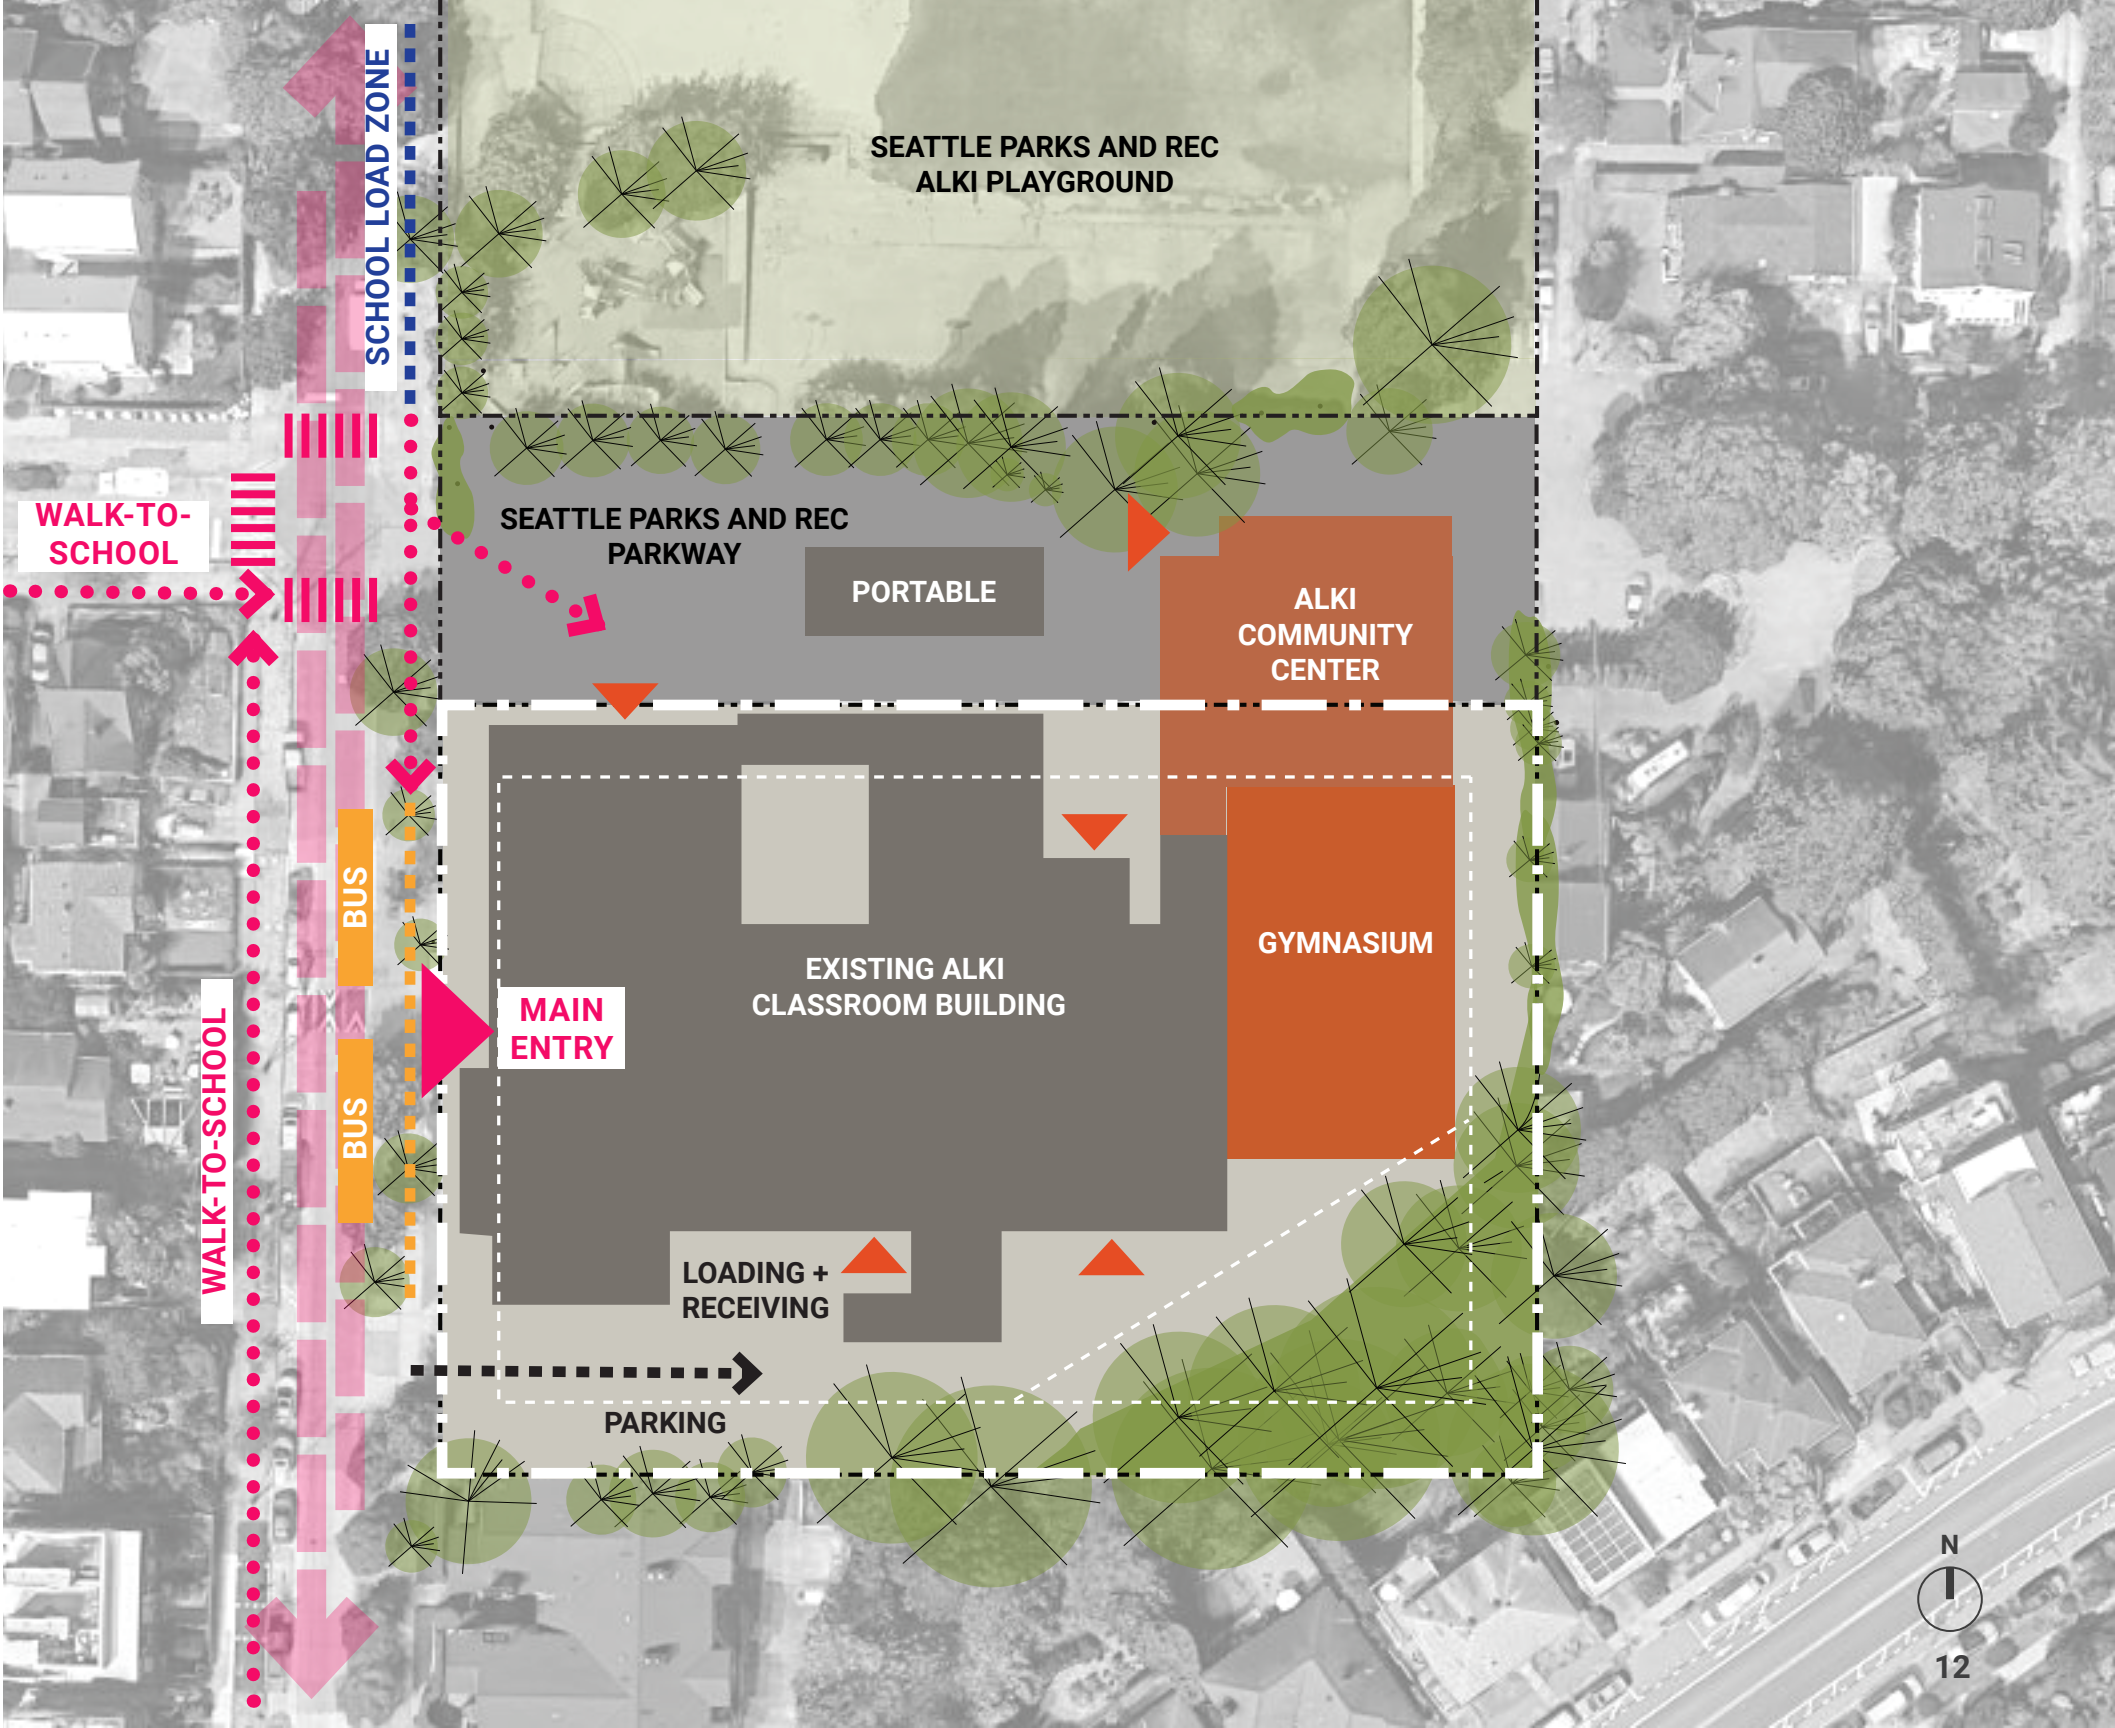 SCHOOL LOAD ZONE
SEATTLE PARKS AND REC
ALKI PLAYGROUND
WALK-TO-
SCHOOL
SEATTLE PARKS AND REC
PARKWAY
PORTABLE
ALKI
COMMUNITY
CENTER
BUS
GYMNASIUM
EXISTING ALKI
CLASSROOM BUILDING
MAIN
ENTRY
WALK-TO-SCHOOL
BUS
LOADING +
RECEIVING
PARKING
N
12